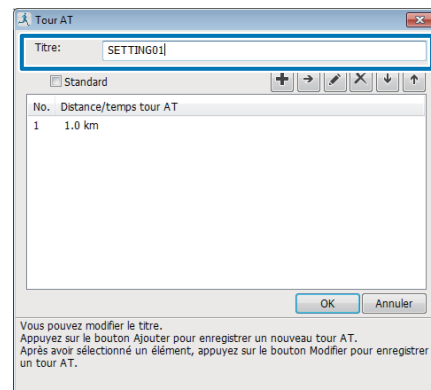 Tour AT
Titre: SETTING01
Standard
No. Distance/temps tour AT
1 1.0 km
OK Annuler
Vous pouvez modifier le titre.
Appuyez sur le bouton Ajouter pour enregistrer un nouveau tour AT.
Après avoir sélectionné un élément, appuyez sur le bouton Modifier pour enregistrer
un tour AT.